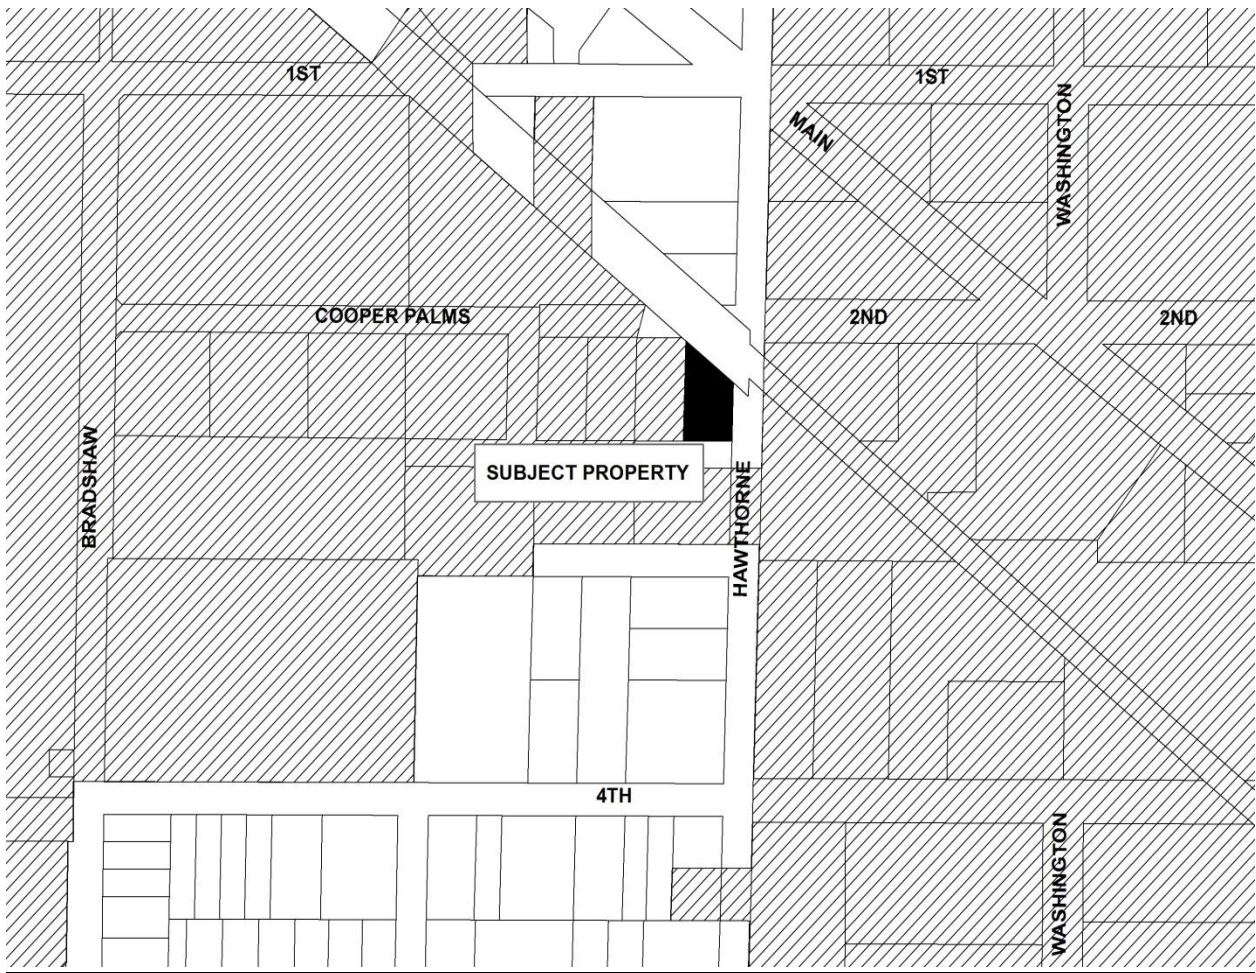 1ST
1ST
MAIN
WASHINGTON
COOPER PALMS
2ND
2ND
BRADSHAW
SUBJECT PROPERTY
HAWTHORNE
4TH
WASHINGTON